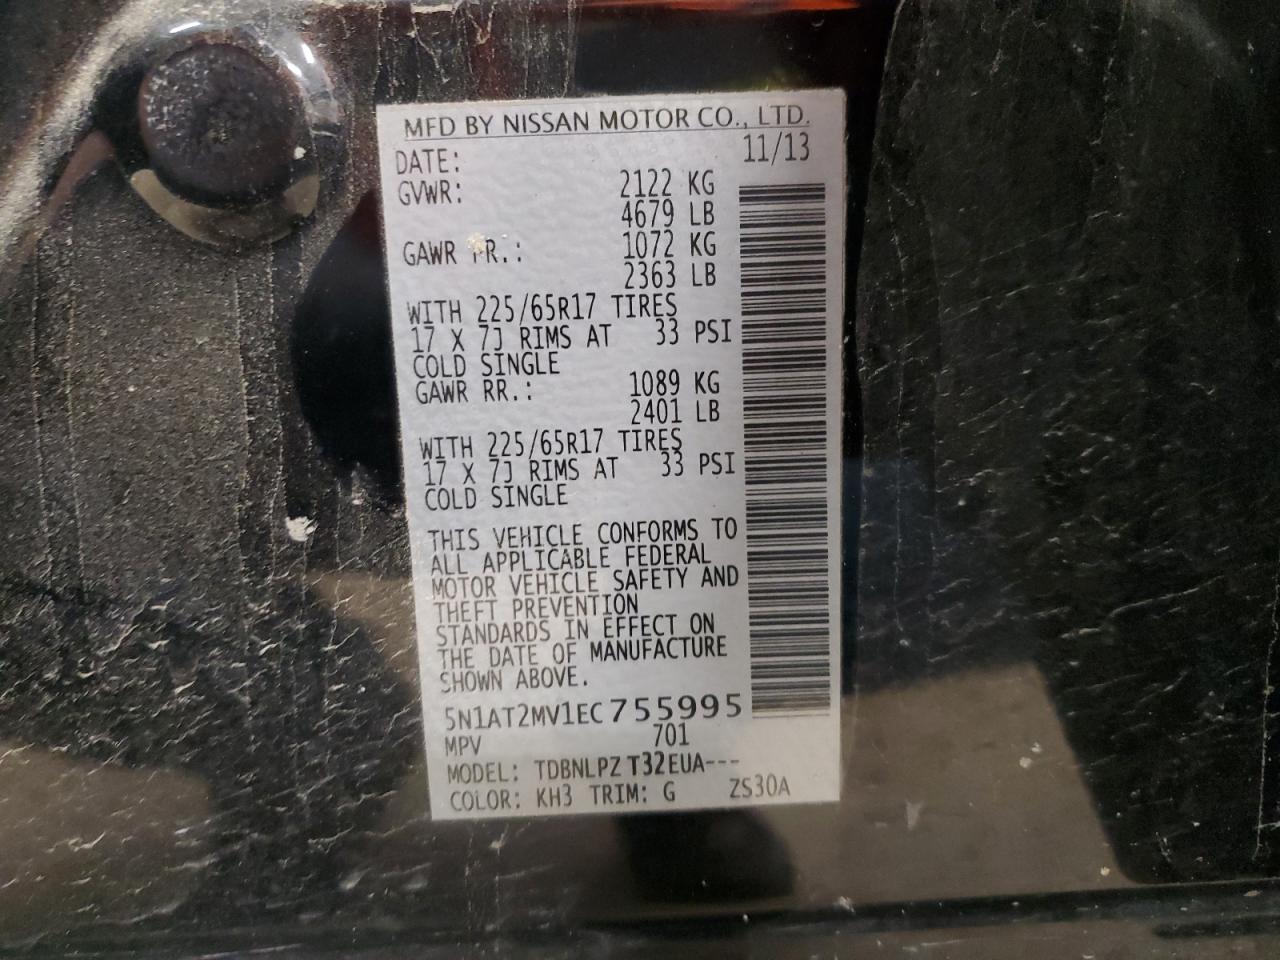 MFD BY NISSAN MOTOR CO., LTD.
DATE: 11/13
GVWR: 2122 KG
4679 LB
GAWR FR.: 1072 KG
2363 LB
WITH 225/65R17 TIRES
17 X 7J RIMS AT 33 PSI
COLD SINGLE
GAWR RR.: 1089 KG
2401 LB
WITH 225/65R17 TIRES
17 X 7J RIMS AT 33 PSI
COLD SINGLE
THIS VEHICLE CONFORMS TO
ALL APPLICABLE FEDERAL
MOTOR VEHICLE SAFETY AND
THEFT PREVENTION
STANDARDS IN EFFECT ON
THE DATE OF MANUFACTURE
SHOWN ABOVE.
5N1AT2MV1EC755995
MPV 701
MODEL: TDBNLPZ T32EUA---
COLOR: KH3 TRIM: G ZS30A